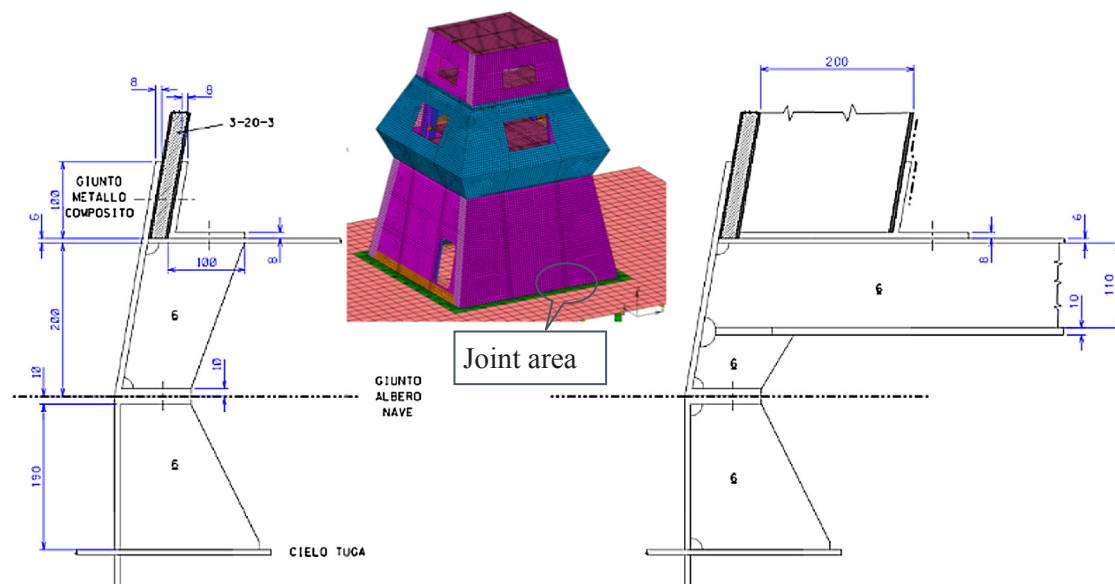 8
8
3-20-3
GIUNTO
METALLO
COMPOSITO
100
6
100
8
200
6
10
10
GIUNTO
ALBERO
NAVE
190
6
CIELO TUGA
Joint area
200
6
8
6
110
10
6
6